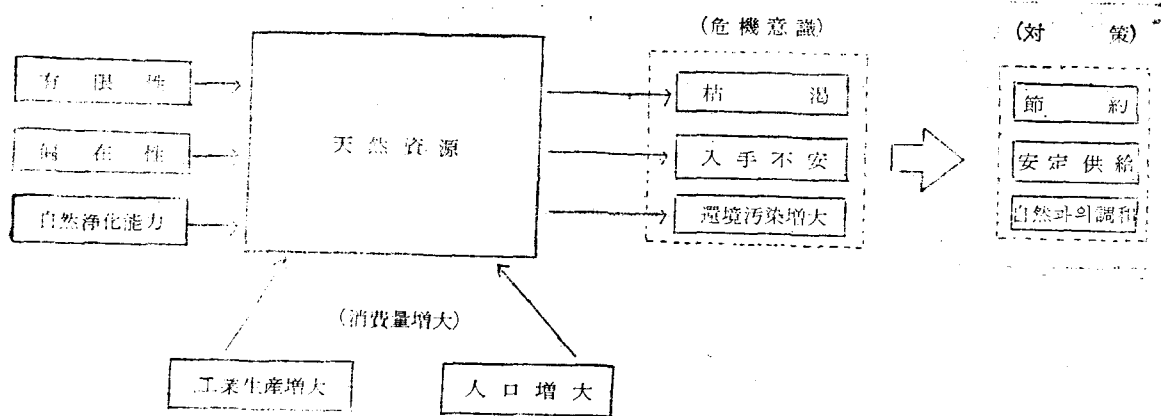 (危機意識)
(対 策)
有限性
偏在性
自然浄化能力
天然資源
枯渇
入手不安
環境汚染増大
節約
安定供給
自然과의調和
(消費量増大)
工業生産増大
人口増大